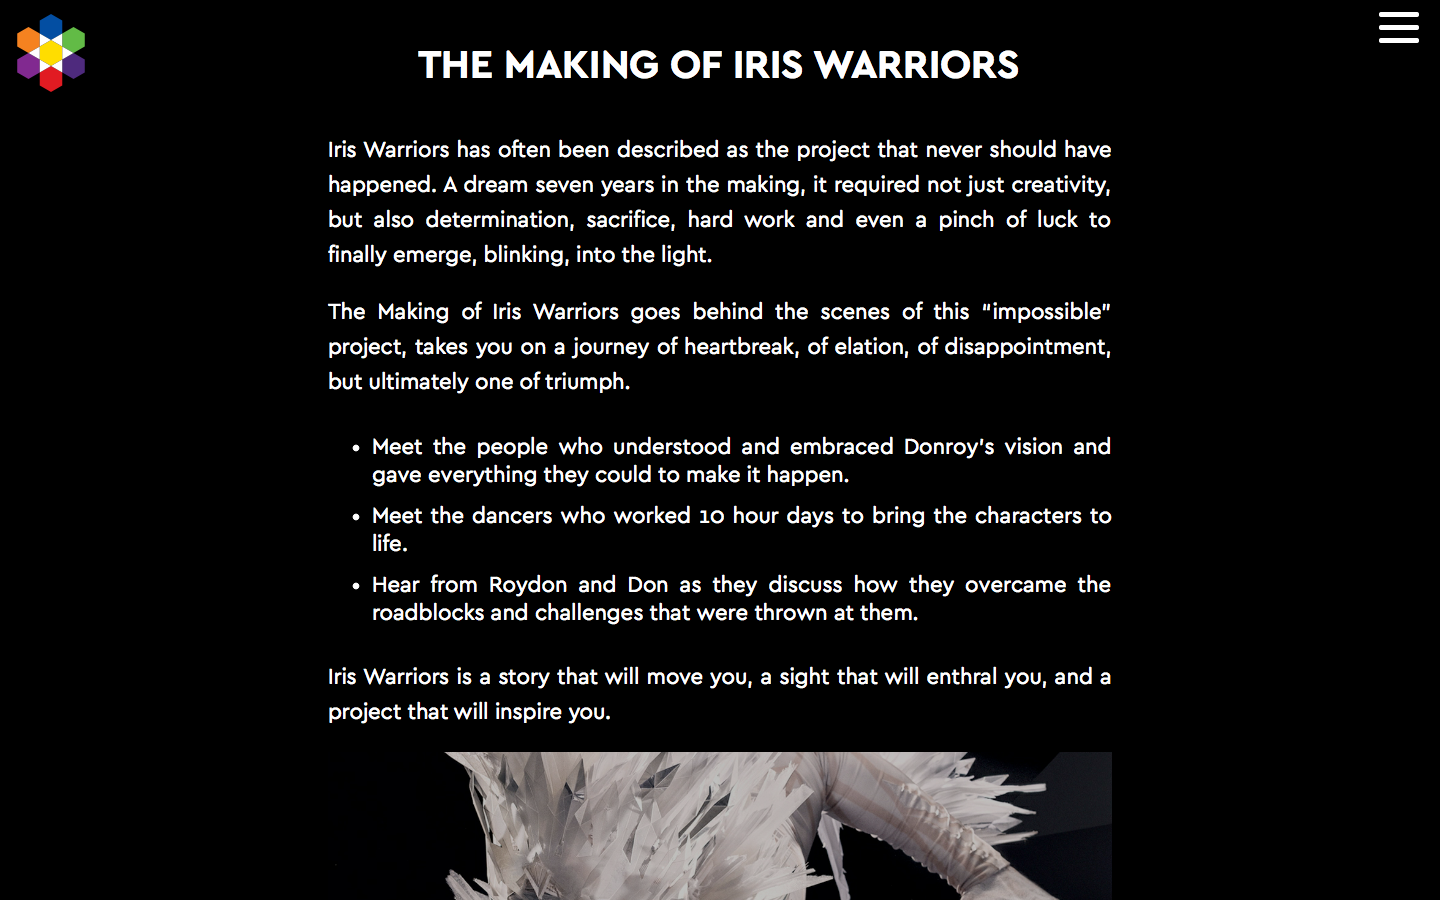 THE MAKING OF IRIS WARRIORS
Iris Warriors has often been described as the project that never should have
happened. A dream seven years in the making, it required not just creativity,
but also determination, sacrifice, hard work and even a pinch of luck to
finally emerge, blinking, into the light.
The Making of Iris Warriors goes behind the scenes of this “impossible”
project, takes you on a journey of heartbreak, of elation, of disappointment,
but ultimately one of triumph.
• Meet the people who understood and embraced Donroy’s vision and
gave everything they could to make it happen.
• Meet the dancers who worked 10 hour days to bring the characters to
life.
• Hear from Roydon and Don as they discuss how they overcame the
roadblocks and challenges that were thrown at them.
Iris Warriors is a story that will move you, a sight that will enthral you, and a
project that will inspire you.